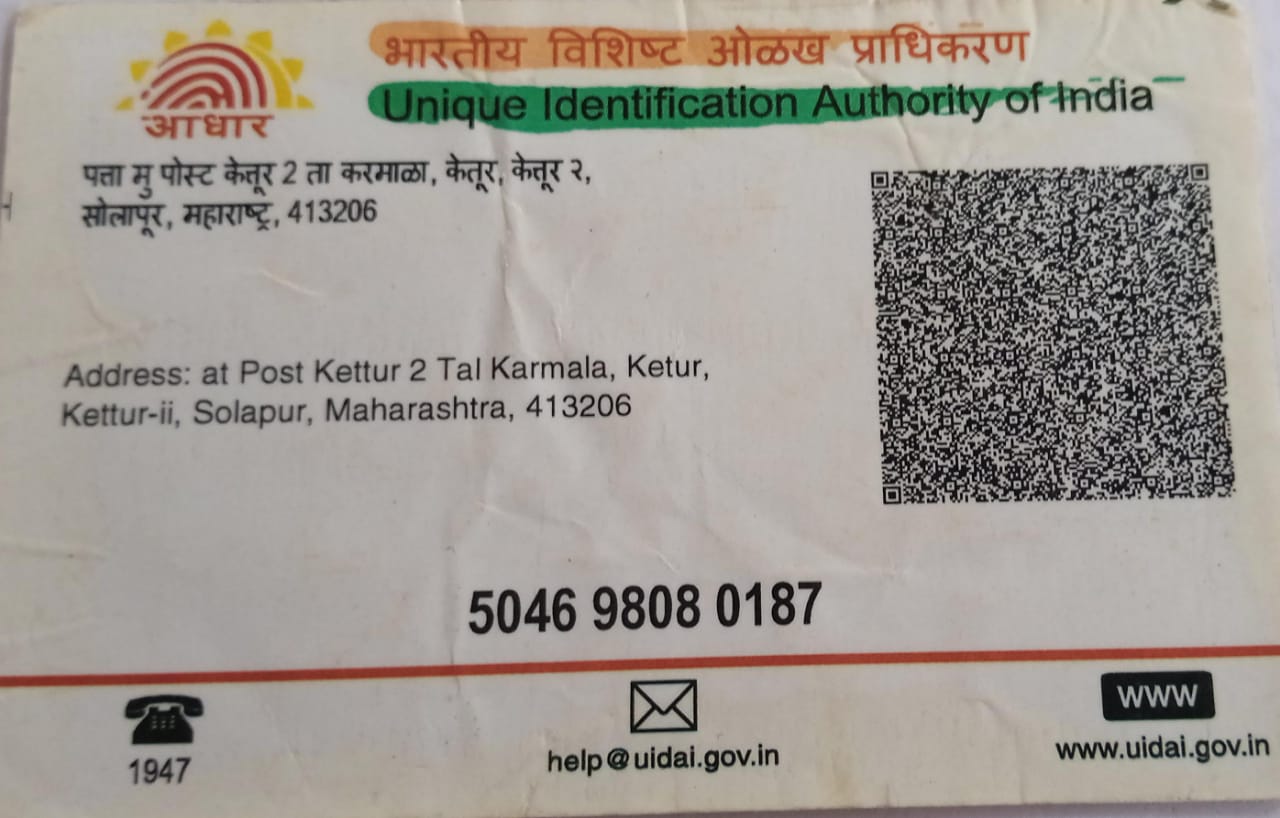 भारतीय विशिष्ट ओळख प्राधिकरण
Unique Identification Authority of India
आधार
पत्ता मु पोस्ट केत्तूर 2 ता करमाळा, केतूर, केत्तूर २,
सोलापूर, महाराष्ट्र, 413206
Address: at Post Kettur 2 Tal Karmala, Ketur,
Kettur-ii, Solapur, Maharashtra, 413206
5046 9808 0187
1947
help@uidai.gov.in
WWW
www.uidai.gov.in